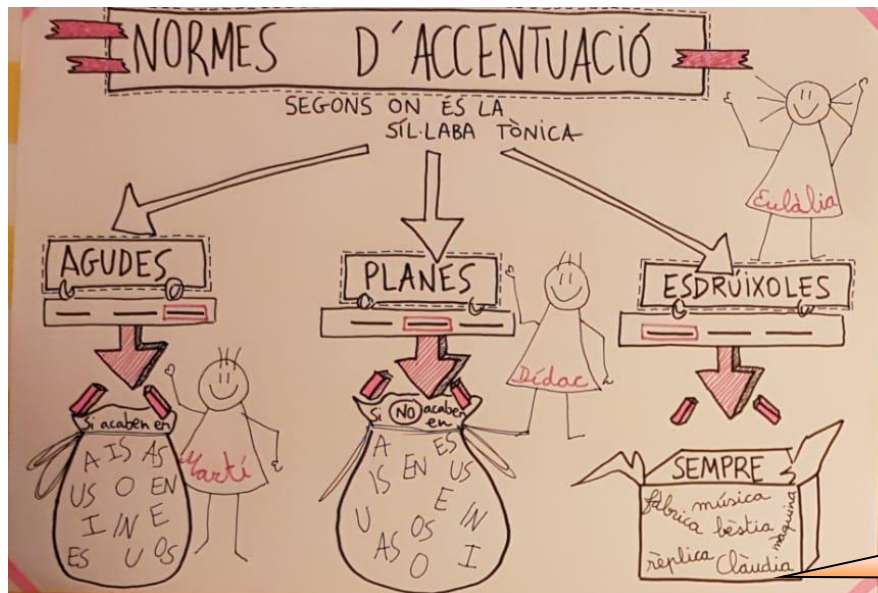 NORMES D´ACCENTUACIÓ
SEGONS ON ÉS LA
SÍL·LABA TÒNICA
Eulàlia
AGUDES
PLANES
ESDRÚIXOLES
Martí
Si acaben en
A IS AS
US O EN
I IN E
ES U OS
Dídac
Si NO acaben
en
A ES
IS EN US
E
U OS IN
AS O I
SEMPRE
fàbrica música
bèstia
màquina
rèplica Clàudia